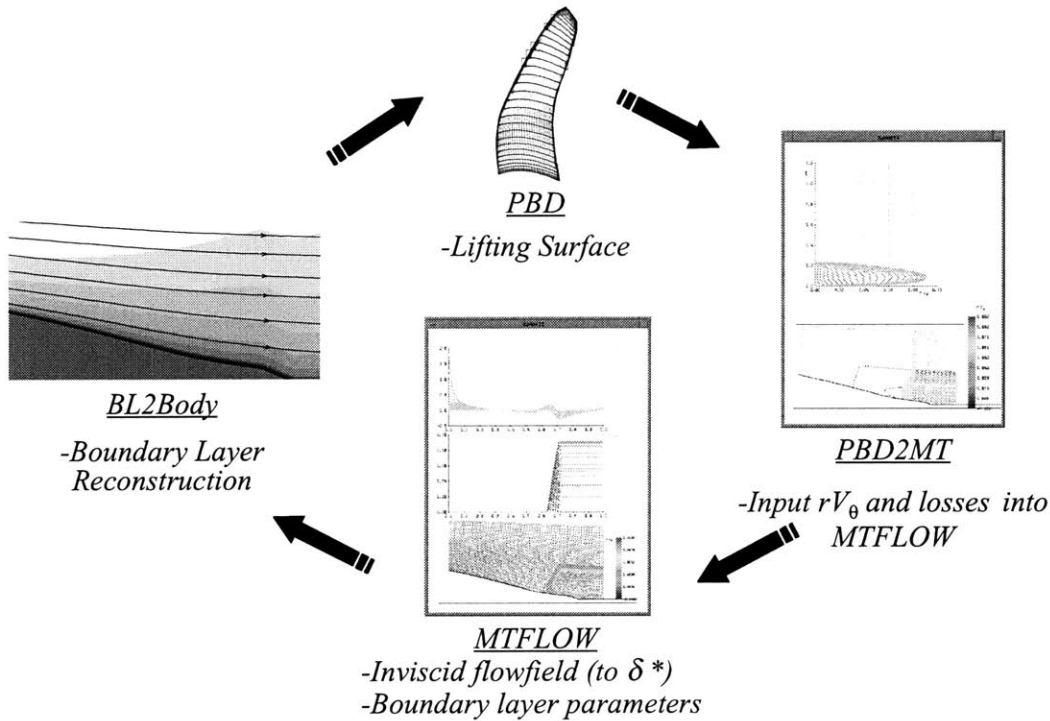 PBD
-Lifting Surface
BL2Body
-Boundary Layer
Reconstruction
PBD2MT
-Input rVθ and losses into
MTFLOW
MTFLOW
-Inviscid flowfield (to δ*)
-Boundary layer parameters